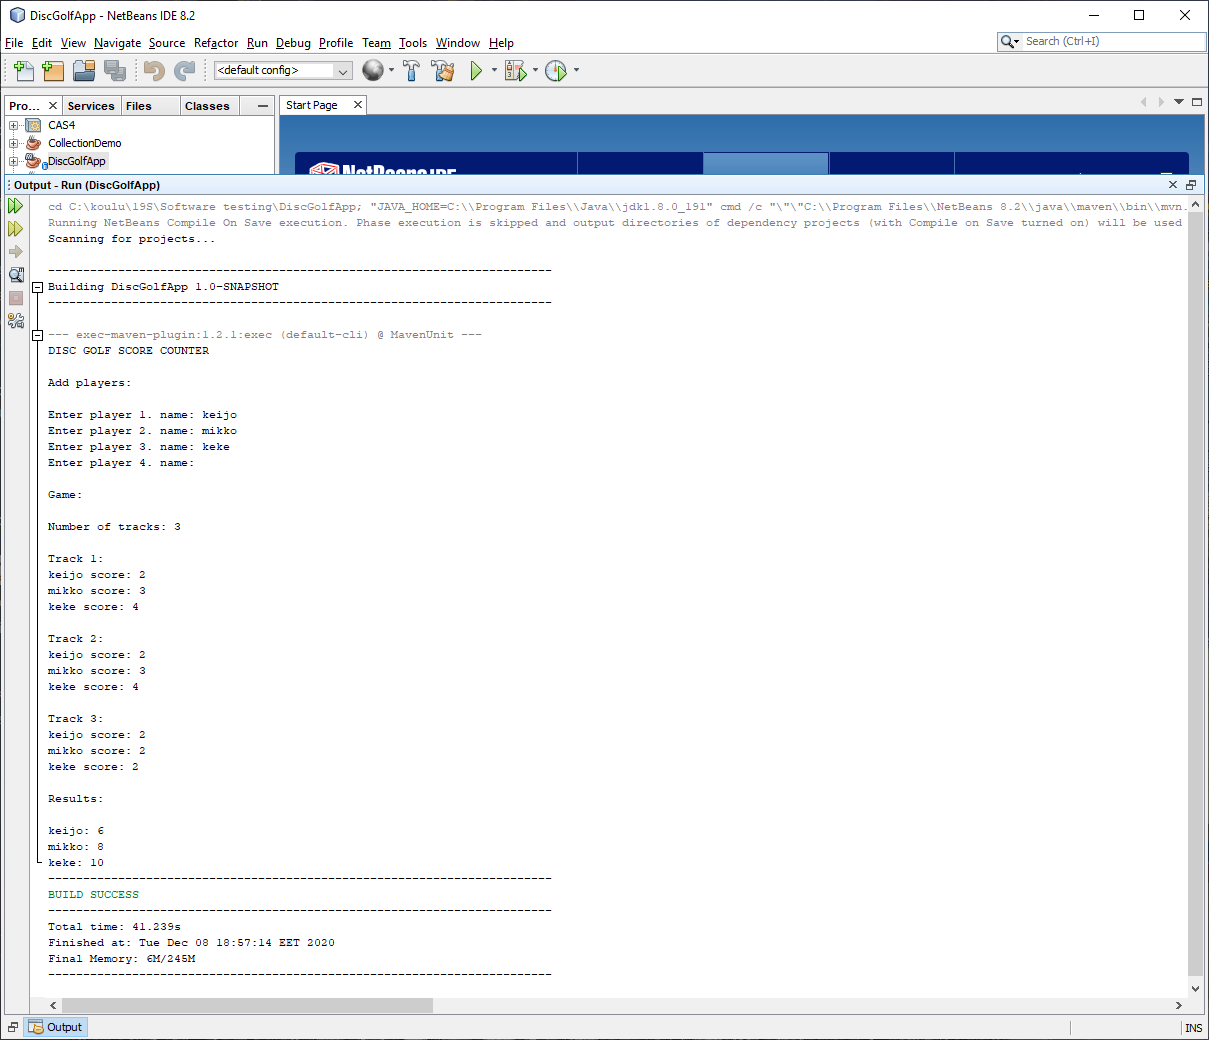 DiscGolfApp - NetBeans IDE 8.2
File Edit View Navigate Source Refactor Run Debug Profile Team Tools Window Help
Search (Ctrl+I)
<default config>
Pro... Services Files Classes
Start Page
CAS4
CollectionDemo
DiscGolfApp
NetBeans IDE
Output - Run (DiscGolfApp)
cd C:\koulu\19S\Software testing\DiscGolfApp; "JAVA_HOME=C:\\Program Files\\Java\\jdk1.8.0_191" cmd /c "\"\"C:\\Program Files\\NetBeans 8.2\\java\\maven\\bin\\mvn.
Running NetBeans Compile On Save execution. Phase execution is skipped and output directories of dependency projects (with Compile on Save turned on) will be used
Scanning for projects...
------------------------------------------------------------------------
Building DiscGolfApp 1.0-SNAPSHOT
------------------------------------------------------------------------
--- exec-maven-plugin:1.2.1:exec (default-cli) @ MavenUnit ---
DISC GOLF SCORE COUNTER
Add players:
Enter player 1. name: keijo
Enter player 2. name: mikko
Enter player 3. name: keke
Enter player 4. name:
Game:
Number of tracks: 3
Track 1:
keijo score: 2
mikko score: 3
keke score: 4
Track 2:
keijo score: 2
mikko score: 3
keke score: 4
Track 3:
keijo score: 2
mikko score: 2
keke score: 2
Results:
keijo: 6
mikko: 8
keke: 10
------------------------------------------------------------------------
BUILD SUCCESS
------------------------------------------------------------------------
Total time: 41.239s
Finished at: Tue Dec 08 18:57:14 EET 2020
Final Memory: 6M/245M
------------------------------------------------------------------------
Output
INS